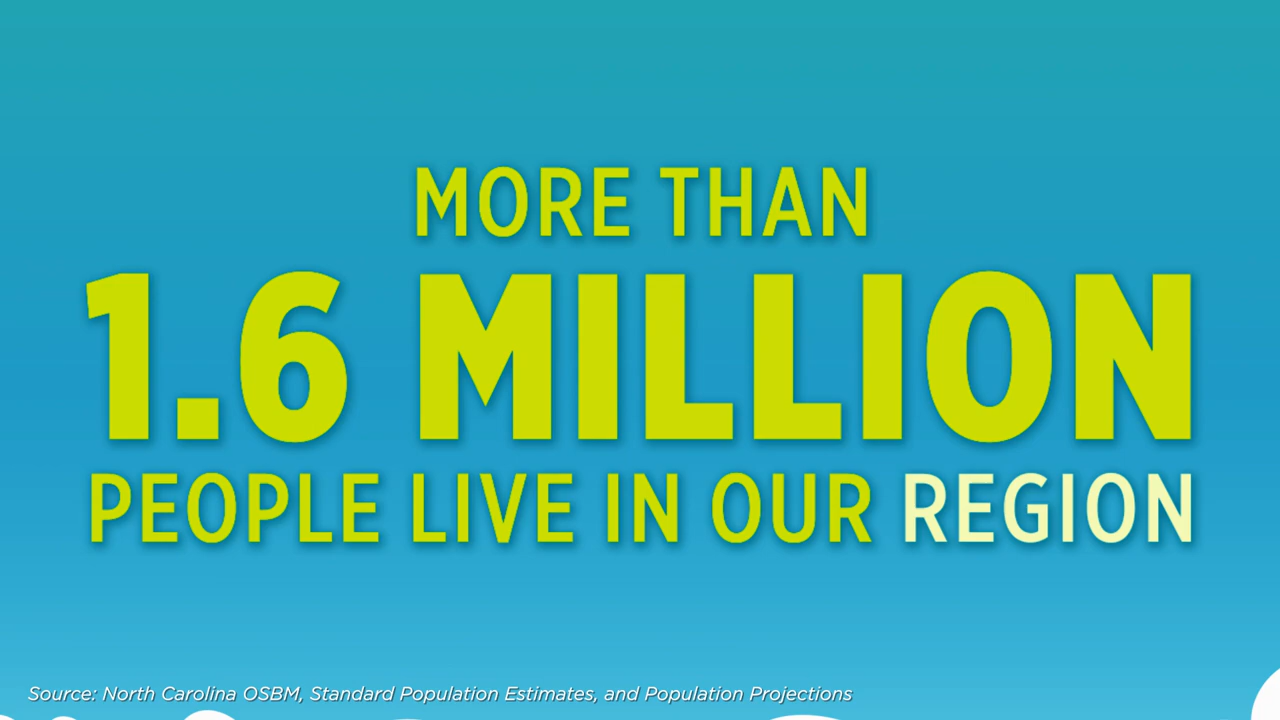 MORE THAN
1.6 MILLION
PEOPLE LIVE IN OUR REGION
Source: North Carolina OSBM, Standard Population Estimates, and Population Projections